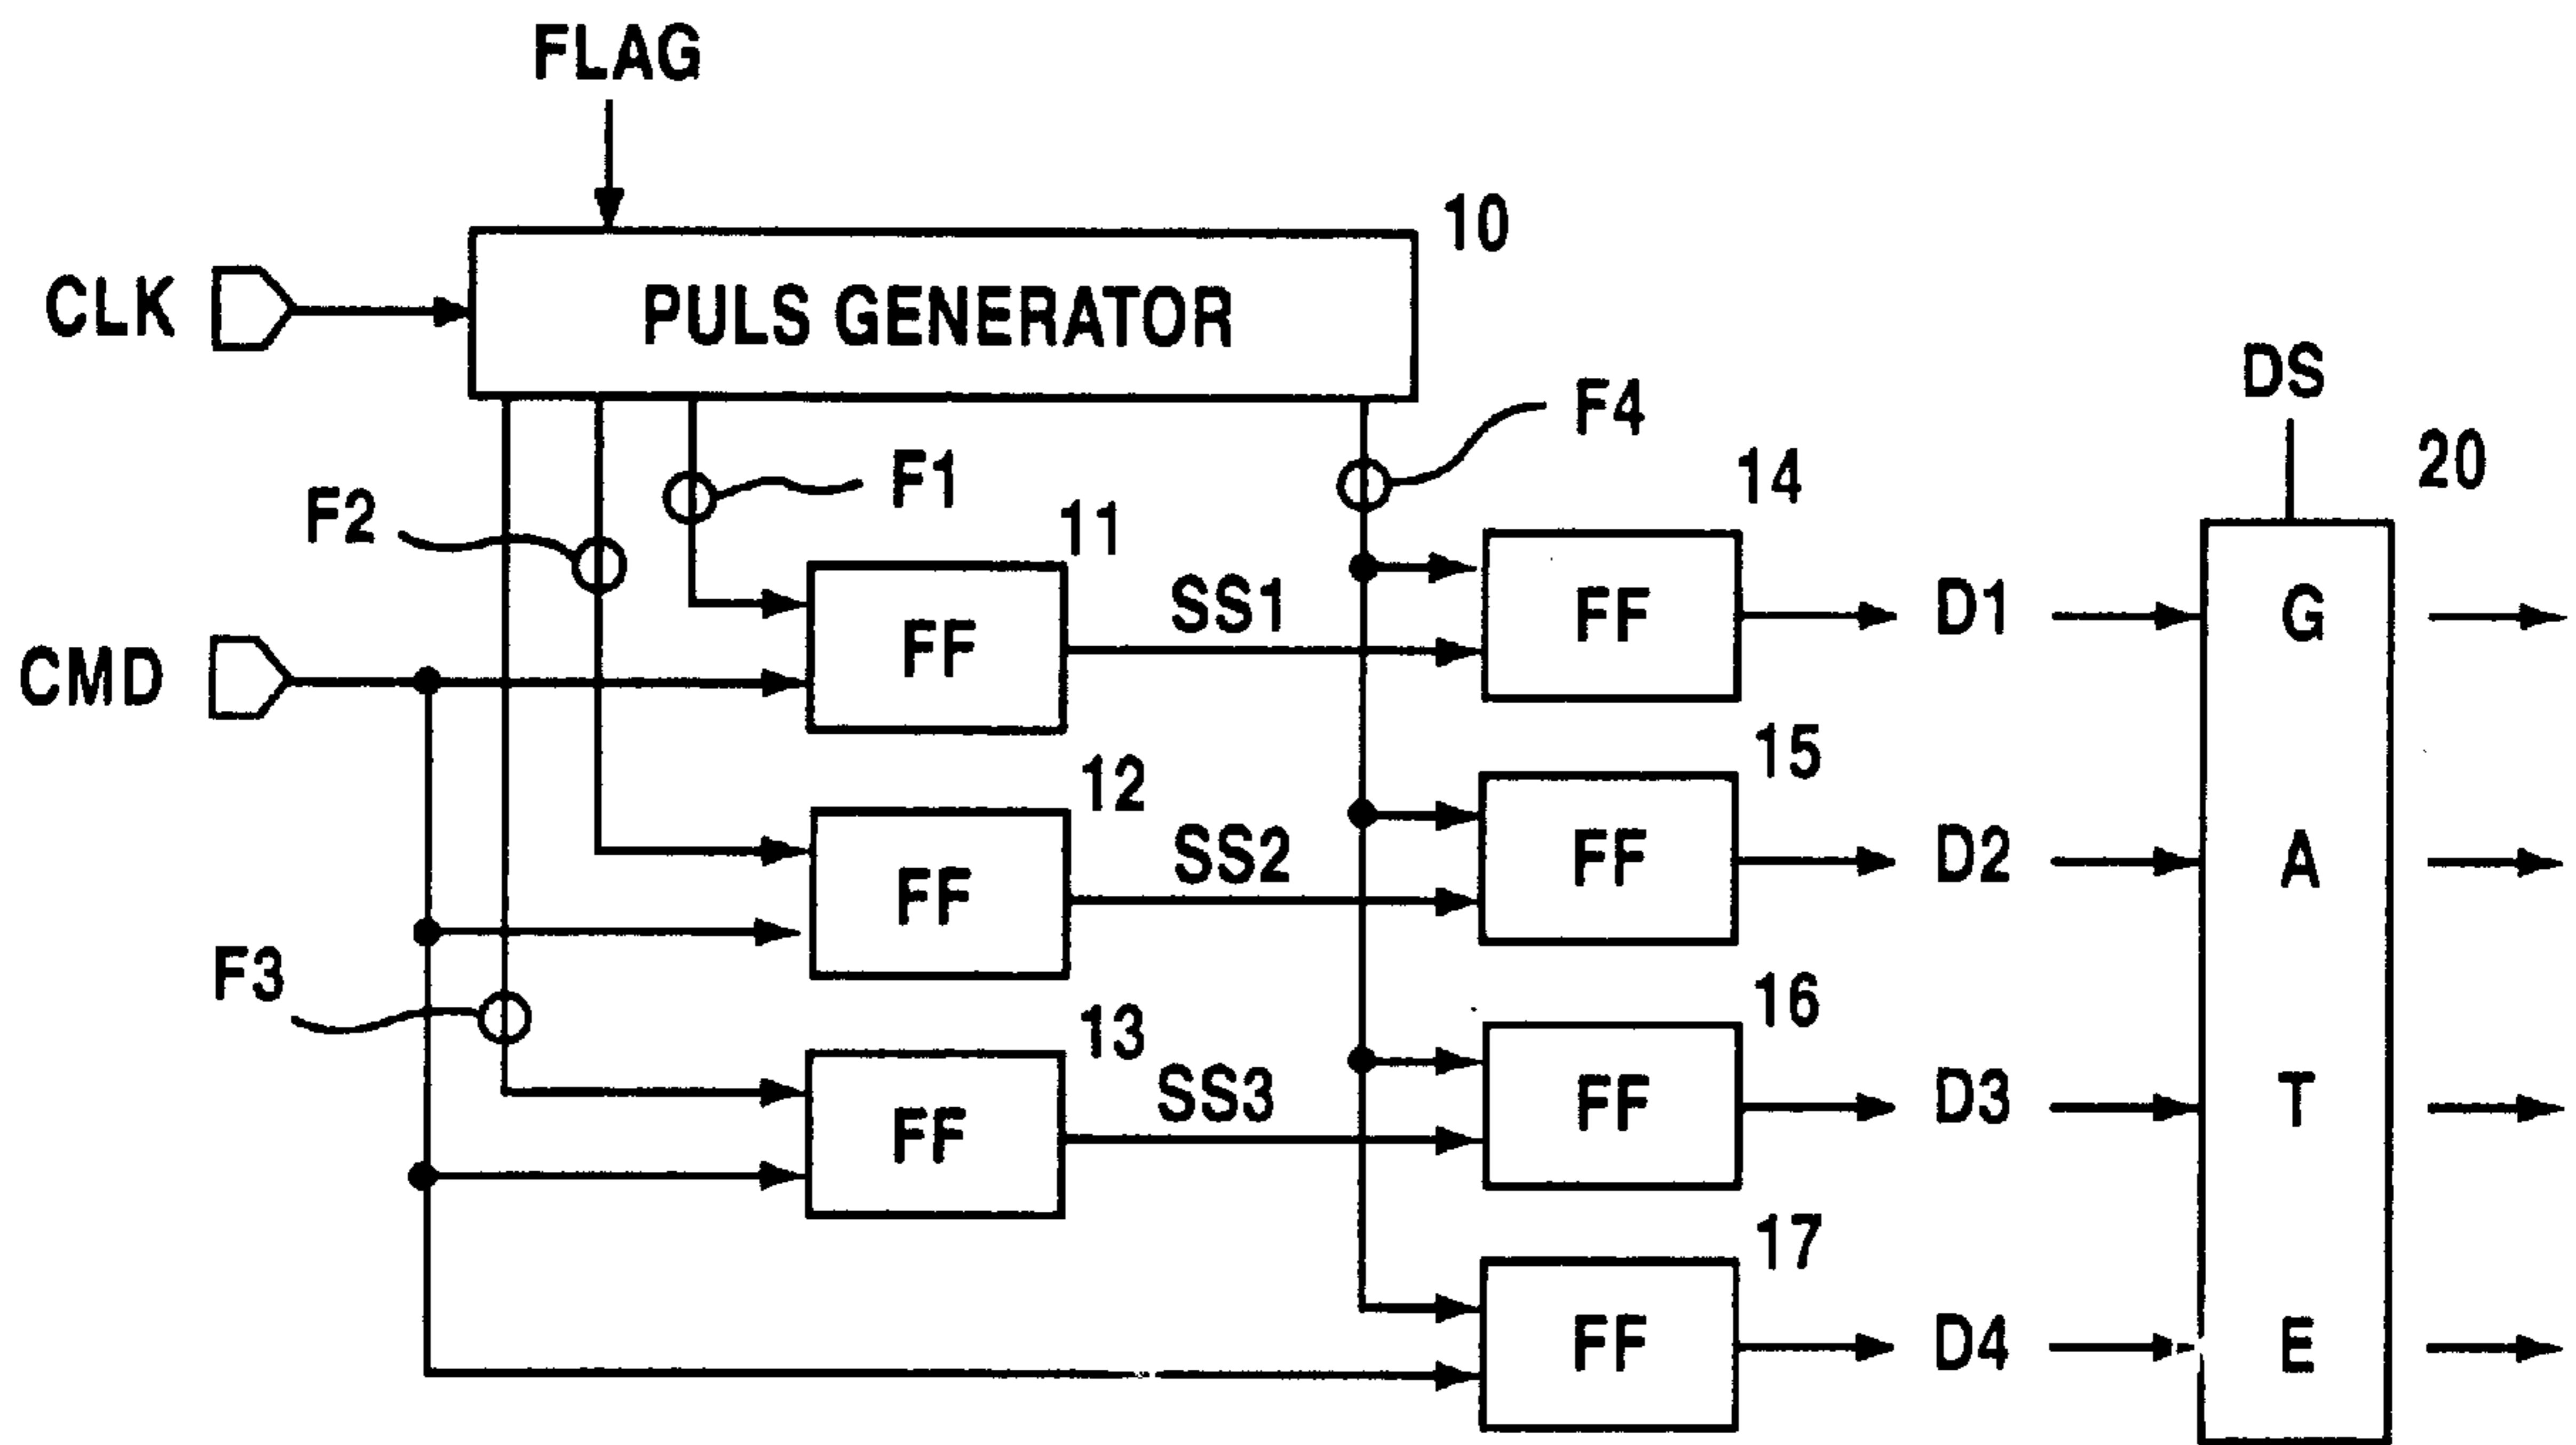 FLAG
10
CLK
PULS GENERATOR
DS
F4
20
F1
14
F2
11
SS1
FF
D1
G
FF
CMD
15
12
SS2
FF
D2
A
FF
F3
16
13
SS3
FF
D3
T
FF
17
FF
D4
E